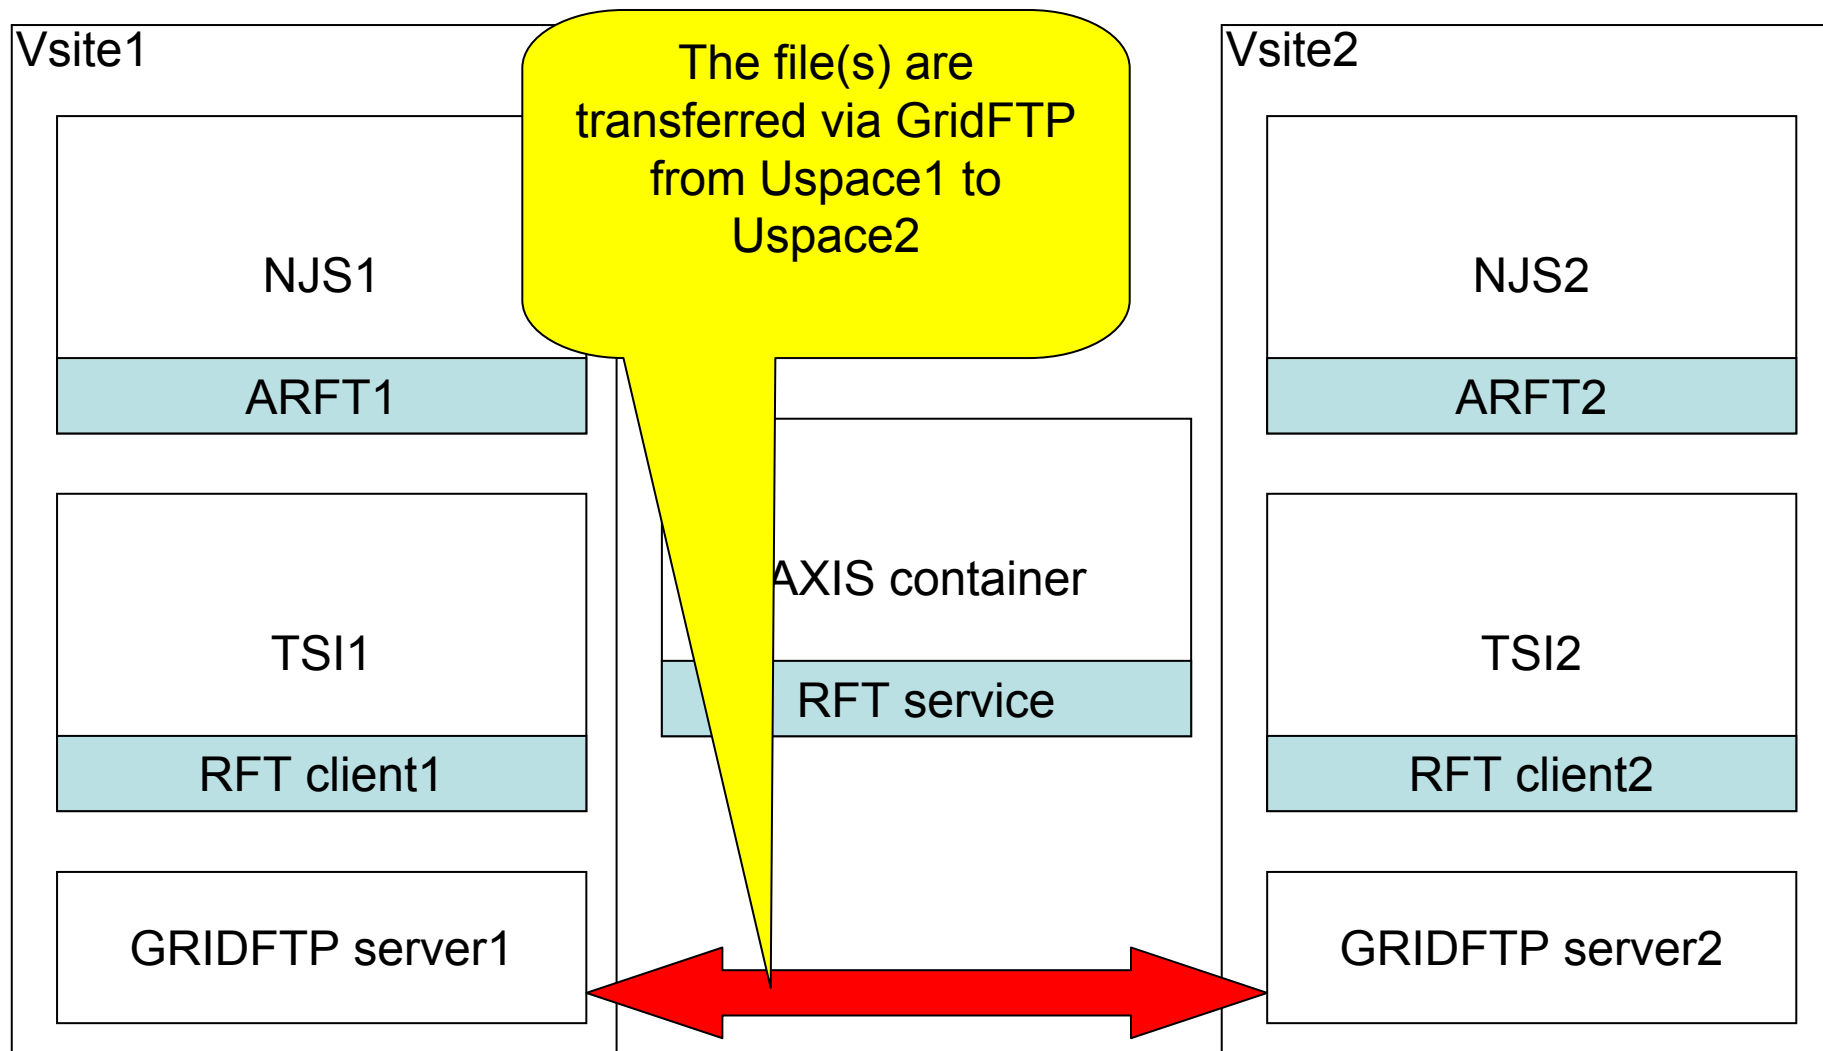 Vsite1
The file(s) are
transferred via GridFTP
from Uspace1 to
Uspace2
Vsite2
NJS1
NJS2
ARFT1
ARFT2
AXIS container
TSI1
TSI2
RFT service
RFT client1
RFT client2
GRIDFTP server1
GRIDFTP server2